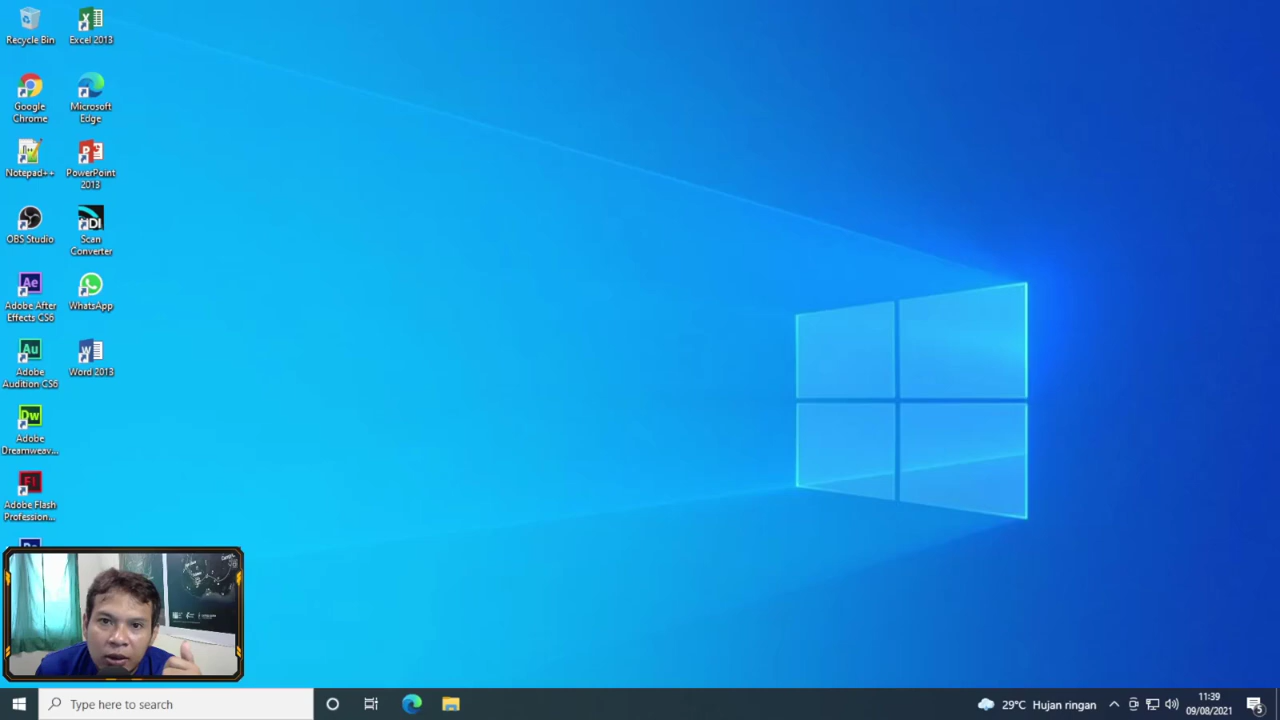 Recycle Bin
Excel 2013
Google
Chrome
Microsoft
Edge
Notepad++
PowerPoint
2013
OBS Studio
Scan
Converter
Adobe After
Effects CS6
WhatsApp
Adobe
Audition CS6
Word 2013
Adobe
Dreamweav...
Adobe Flash
Profession...
Type here to search
29°C Hujan ringan
11:39
09/08/2021
5